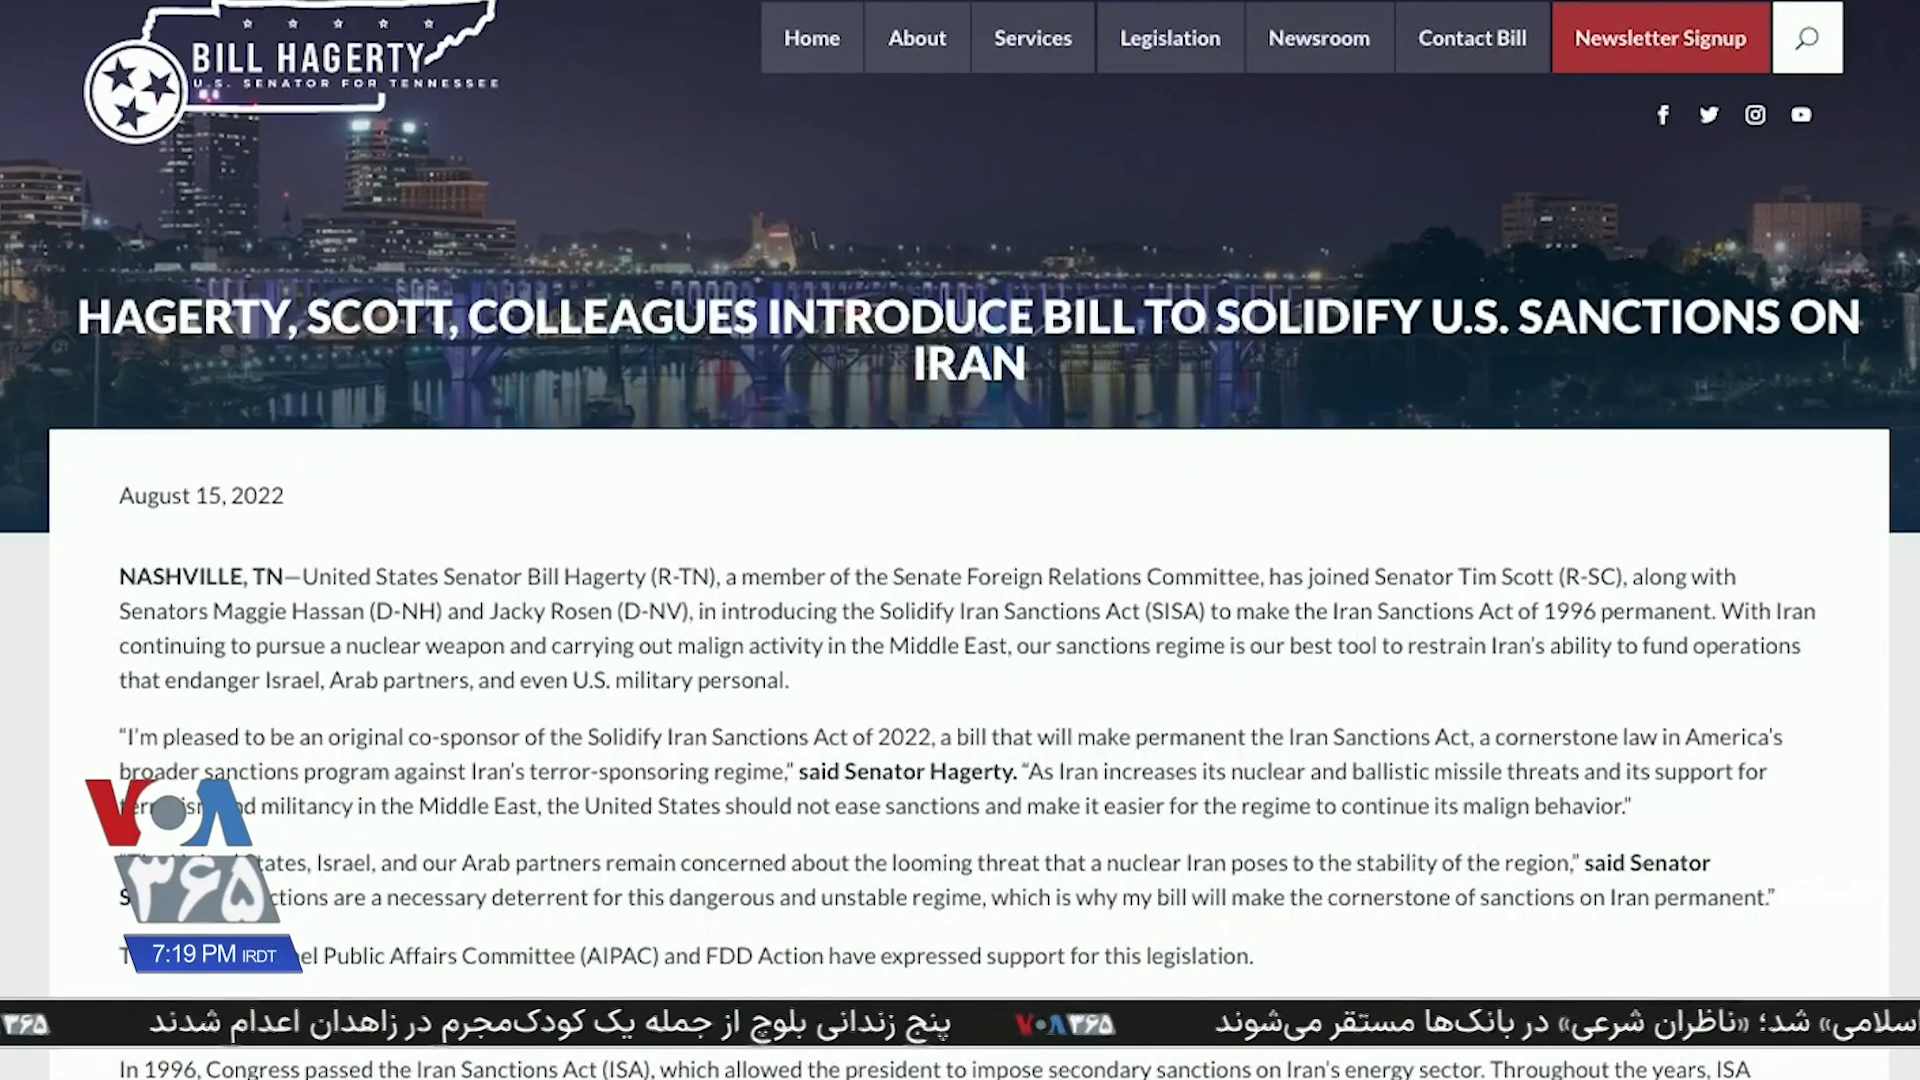 BILL HAGERTY
U.S. SENATOR FOR TENNESSEE
Home About Services Legislation Newsroom Contact Bill Newsletter Signup
HAGERTY, SCOTT, COLLEAGUES INTRODUCE BILL TO SOLIDIFY U.S. SANCTIONS ON
IRAN
August 15, 2022
NASHVILLE, TN—United States Senator Bill Hagerty (R-TN), a member of the Senate Foreign Relations Committee, has joined Senator Tim Scott (R-SC), along with
Senators Maggie Hassan (D-NH) and Jacky Rosen (D-NV), in introducing the Solidify Iran Sanctions Act (SISA) to make the Iran Sanctions Act of 1996 permanent. With Iran
continuing to pursue a nuclear weapon and carrying out malign activity in the Middle East, our sanctions regime is our best tool to restrain Iran's ability to fund operations
that endanger Israel, Arab partners, and even U.S. military personal.
“I'm pleased to be an original co-sponsor of the Solidify Iran Sanctions Act of 2022, a bill that will make permanent the Iran Sanctions Act, a cornerstone law in America's
broader sanctions program against Iran's terror-sponsoring regime,” said Senator Hagerty. “As Iran increases its nuclear and ballistic missile threats and its support for
militancy in the Middle East, the United States should not ease sanctions and make it easier for the regime to continue its malign behavior.”
Israel, and our Arab partners remain concerned about the looming threat that a nuclear Iran poses to the stability of the region,” said Senator
are a necessary deterrent for this dangerous and unstable regime, which is why my bill will make the cornerstone of sanctions on Iran permanent.”
Public Affairs Committee (AIPAC) and FDD Action have expressed support for this legislation.
VOA
۳۶۵
7:19 PM IRDT
اسلامی» شد؛ «ناظران شرعی» در بانک‌ها مستقر می‌شوند VOA۳۶۵ پنج زندانی بلوچ از جمله یک کودک‌مجرم در زاهدان اعدام شدند ۳۶۵
In 1996, Congress passed the Iran Sanctions Act (ISA), which allowed the president to impose secondary sanctions on Iran's energy sector. Throughout the years, ISA